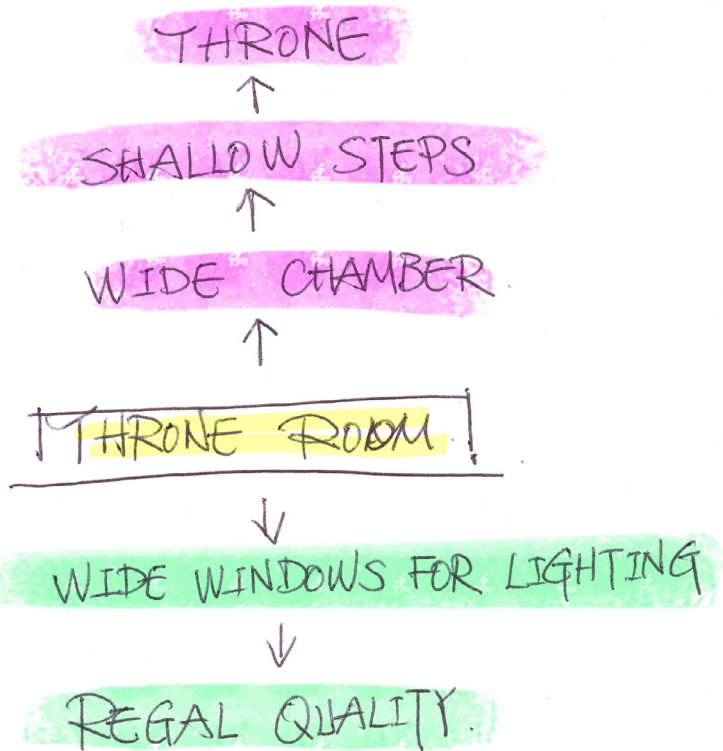 THRONE
SHALLOW STEPS
WIDE CHAMBER
THRONE ROOM.
WIDE WINDOWS FOR LIGHTING
REGAL QUALITY.